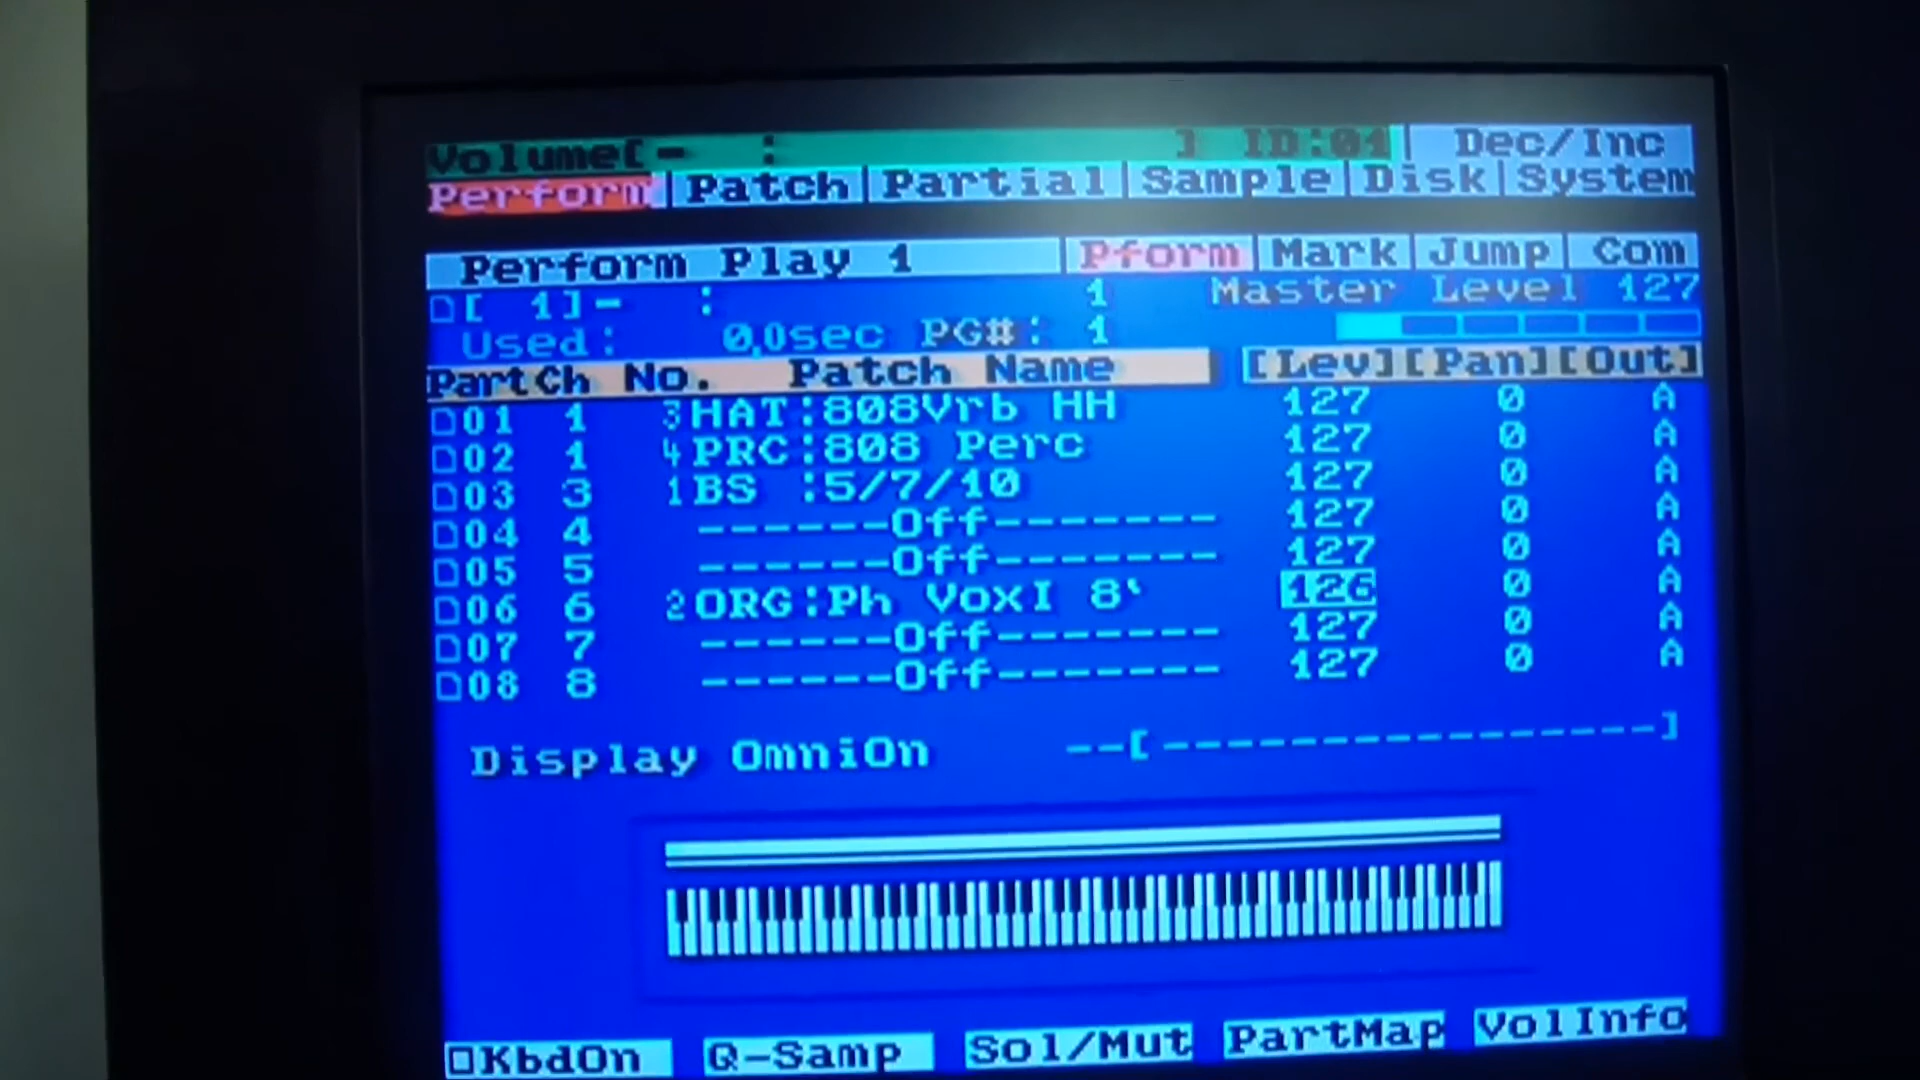 Volume[-  :                ] ID:01 Dec/Inc
Perform Patch Partial Sample Disk System
Perform Play 1 Pform Mark Jump Com
[ 1]-  :  1 Master Level 127
Used: 0,0sec PG#: 1
Part Ch No. Patch Name [Lev] [Pan] [Out]
01 1 3 HAT:808Vrb HH 127 0 A
02 1 4 PRC:808 Perc 127 0 A
03 3 1 BS :5/7/10 127 0 A
04 4 ------Off------- 127 0 A
05 5 ------Off------- 127 0 A
06 6 2 ORG:Ph VoxI 8' 126 0 A
07 7 ------Off------- 127 0 A
08 8 ------Off------- 127 0 A
Display OmniOn --[----------------]
KbdOn Q-Samp Sol/Mut PartMap VolInfo